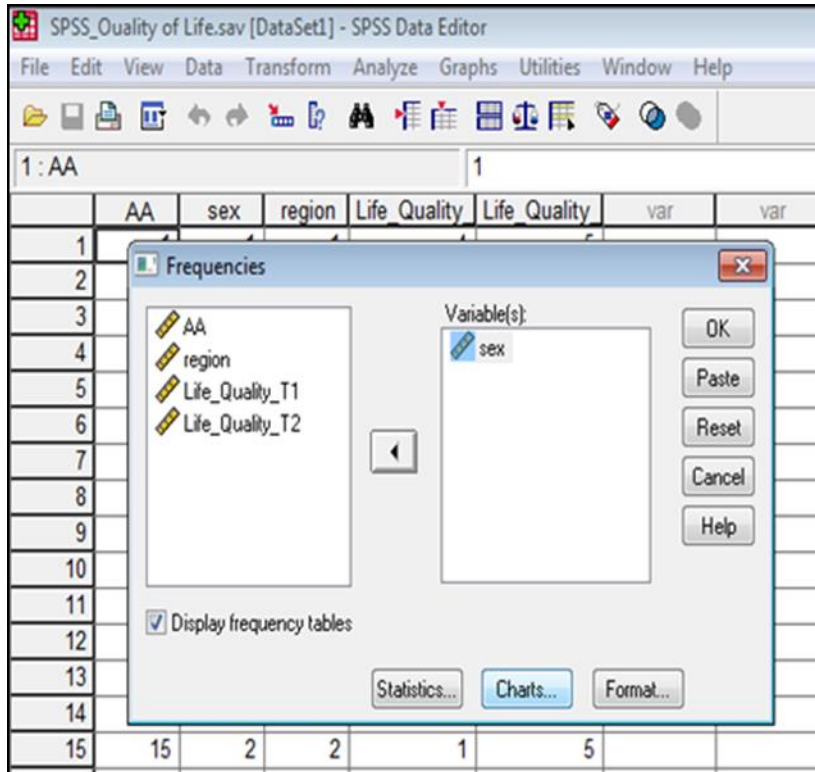 SPSS_Ouality of Life.sav [DataSet1] - SPSS Data Editor
File Edit View Data Transform Analyze Graphs Utilities Window Help
1 : AA 1
AA sex region Life_Quality_ Life_Quality_ var var
1
2
3
4
5
6
7
8
9
10
11
12
13
14
15 15 2 2 1 5
Frequencies
AA
region
Life_Quality_T1
Life_Quality_T2
Variable(s):
sex
OK
Paste
Reset
Cancel
Help
Display frequency tables
Statistics... Charts... Format...